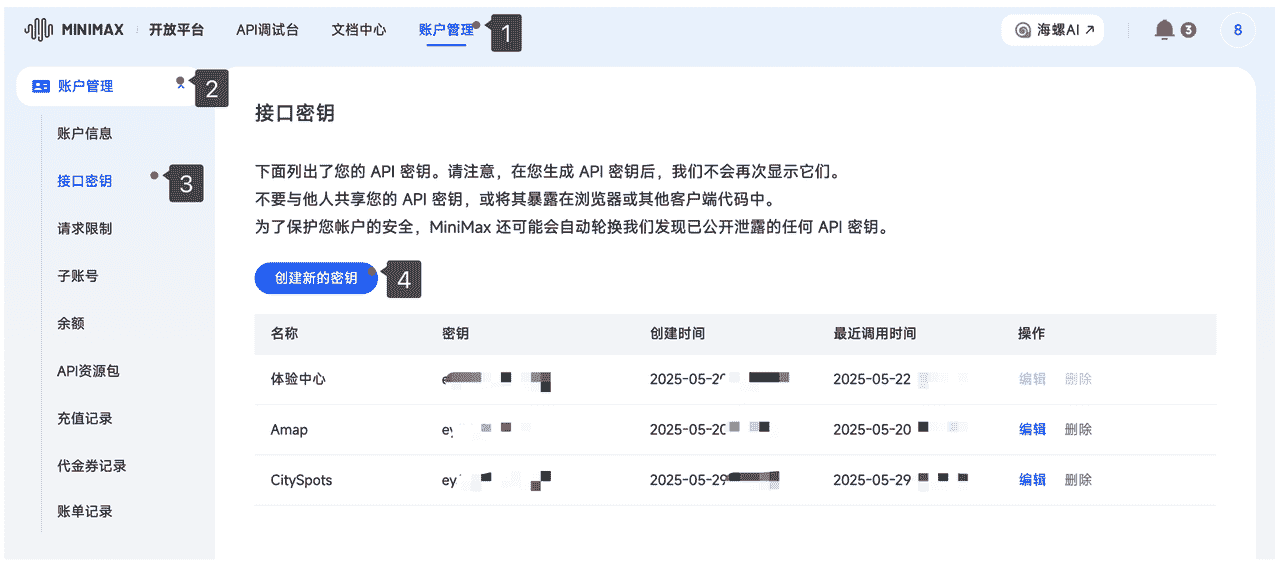 MINIMAX 开放平台 API调试台 文档中心 账户管理 1 海螺AI 3 8
账户管理 2
账户信息
接口密钥 3
请求限制
子账号
余额
API资源包
充值记录
代金券记录
账单记录
接口密钥
下面列出了您的 API 密钥。请注意，在您生成 API 密钥后，我们不会再次显示它们。
不要与他人共享您的 API 密钥，或将其暴露在浏览器或其他客户端代码中。
为了保护您帐户的安全，MiniMax 还可能会自动轮换我们发现已公开泄露的任何 API 密钥。
创建新的密钥 4
名称 密钥 创建时间 最近调用时间 操作
体验中心 2025-05-22 编辑 删除
Amap 2025-05-20 2025-05-20 编辑 删除
CitySpots ey 2025-05-29 2025-05-29 编辑 删除